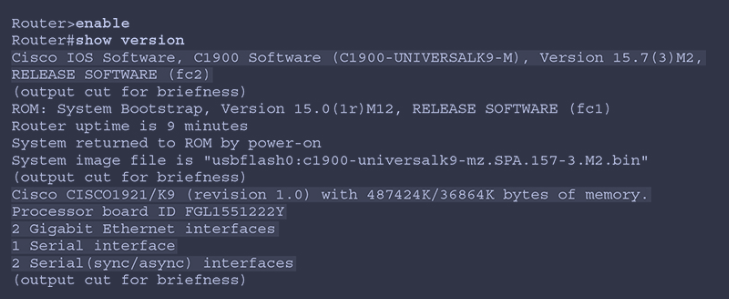 Router>enable
Router#show version
Cisco IOS Software, C1900 Software (C1900-UNIVERSALK9-M), Version 15.7(3)M2,
RELEASE SOFTWARE (fc2)
(output cut for briefness)
ROM: System Bootstrap, Version 15.0(1r)M12, RELEASE SOFTWARE (fc1)
Router uptime is 9 minutes
System returned to ROM by power-on
System image file is "usbflash0:c1900-universalk9-mz.SPA.157-3.M2.bin"
(output cut for briefness)
Cisco CISCO1921/K9 (revision 1.0) with 487424K/36864K bytes of memory.
Processor board ID FGL1551222Y
2 Gigabit Ethernet interfaces
1 Serial interface
2 Serial(sync/async) interfaces
(output cut for briefness)